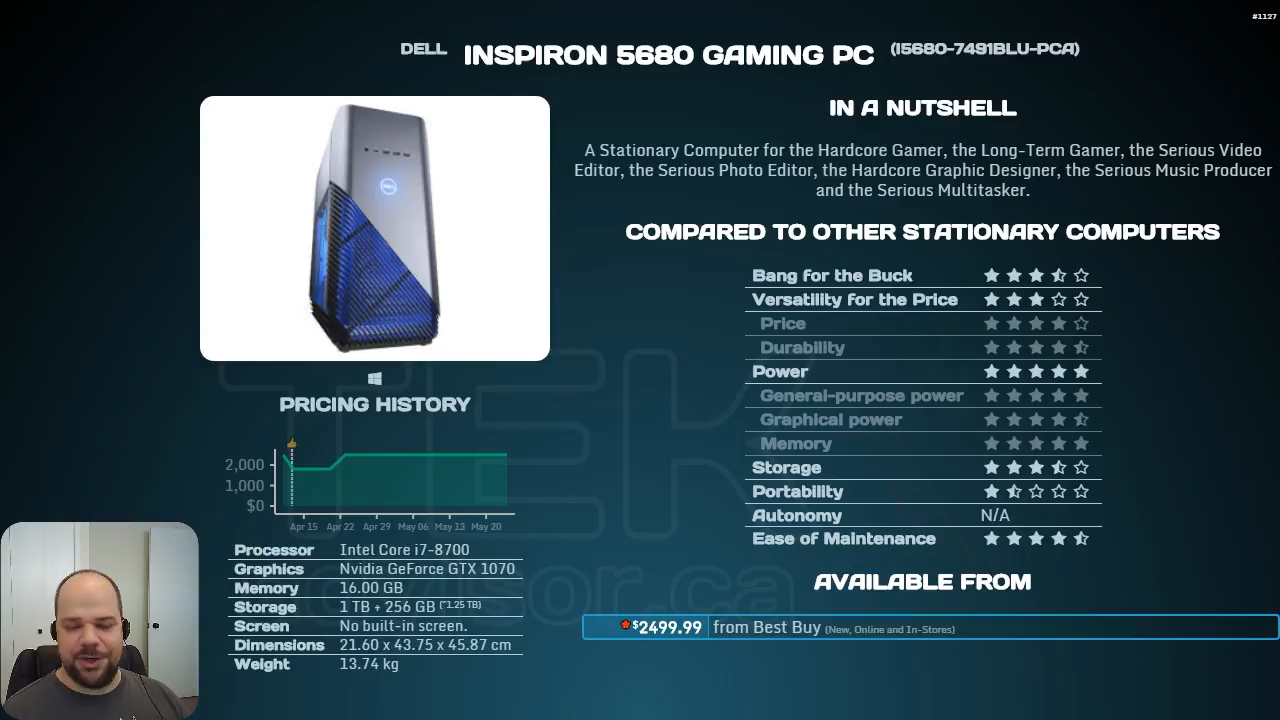 #1127
DELL INSPIRON 5680 GAMING PC (I5680-7491BLU-PCA)
IN A NUTSHELL
A Stationary Computer for the Hardcore Gamer, the Long-Term Gamer, the Serious Video
Editor, the Serious Photo Editor, the Hardcore Graphic Designer, the Serious Music Producer
and the Serious Multitasker.
COMPARED TO OTHER STATIONARY COMPUTERS
Bang for the Buck
Versatility for the Price
Price
Durability
Power
General-purpose power
Graphical power
Memory
Storage
Portability
Autonomy N/A
Ease of Maintenance
AVAILABLE FROM
$2499.99 from Best Buy (New, Online and In-Stores)
DELL
PRICING HISTORY
2,000
1,000
$0
Apr 15 Apr 22 Apr 29 May 06 May 13 May 20
Processor Intel Core i7-8700
Graphics Nvidia GeForce GTX 1070
Memory 16.00 GB
Storage 1 TB + 256 GB (~1.25 TB)
Screen No built-in screen.
Dimensions 21.60 x 43.75 x 45.87 cm
Weight 13.74 kg
TEK